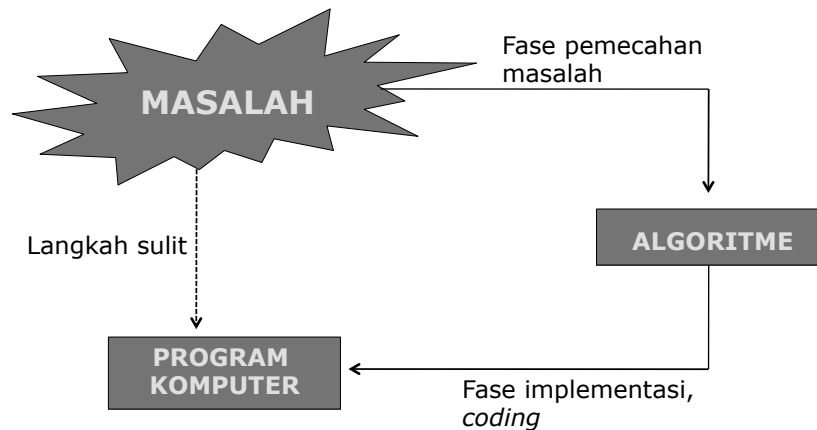 Fase pemecahan
masalah
MASALAH
Langkah sulit
ALGORITME
PROGRAM
KOMPUTER
Fase implementasi,
coding